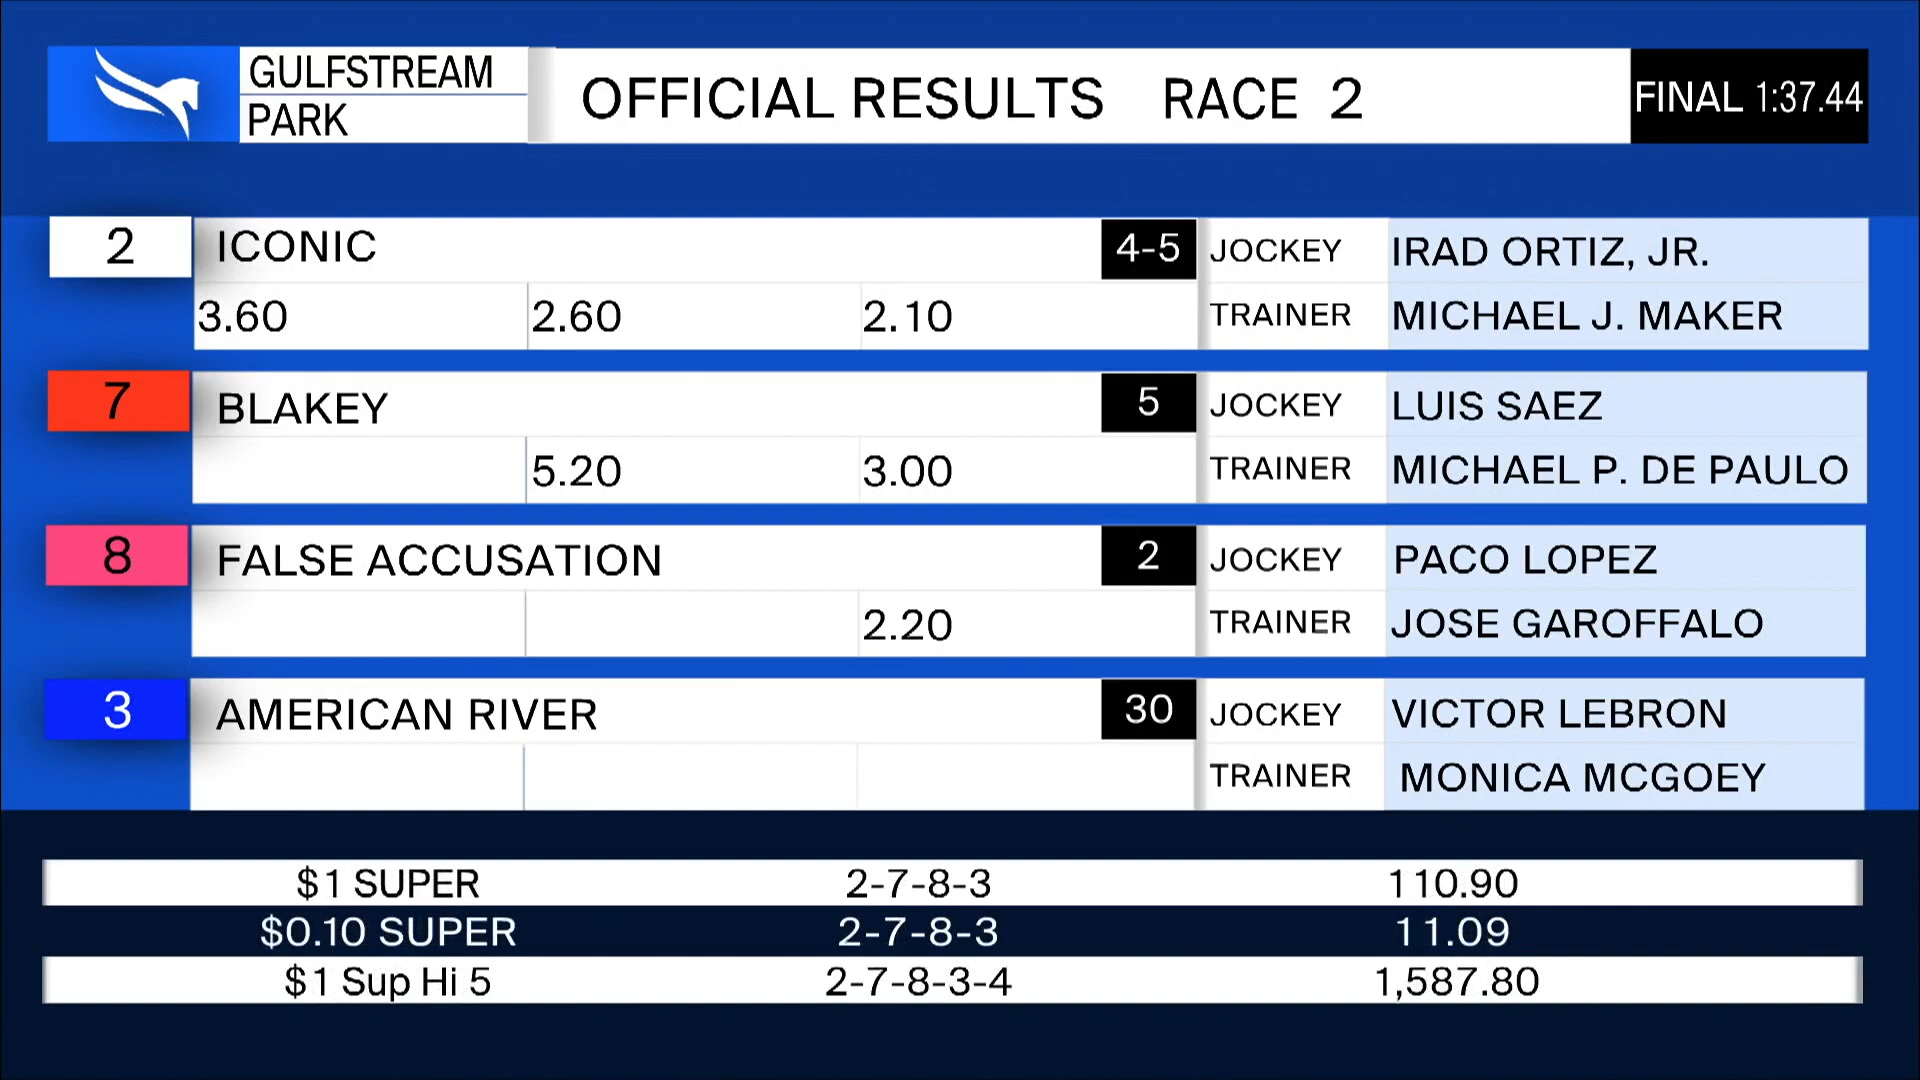 GULFSTREAM
PARK
OFFICIAL RESULTS RACE 2
FINAL 1:37.44
2 ICONIC 4-5 JOCKEY IRAD ORTIZ, JR.
3.60 2.60 2.10 TRAINER MICHAEL J. MAKER
7 BLAKEY 5 JOCKEY LUIS SAEZ
5.20 3.00 TRAINER MICHAEL P. DE PAULO
8 FALSE ACCUSATION 2 JOCKEY PACO LOPEZ
2.20 TRAINER JOSE GAROFFALO
3 AMERICAN RIVER 30 JOCKEY VICTOR LEBRON
TRAINER MONICA MCGOEY
$1 SUPER 2-7-8-3 110.90
$0.10 SUPER 2-7-8-3 11.09
$1 Sup Hi 5 2-7-8-3-4 1,587.80